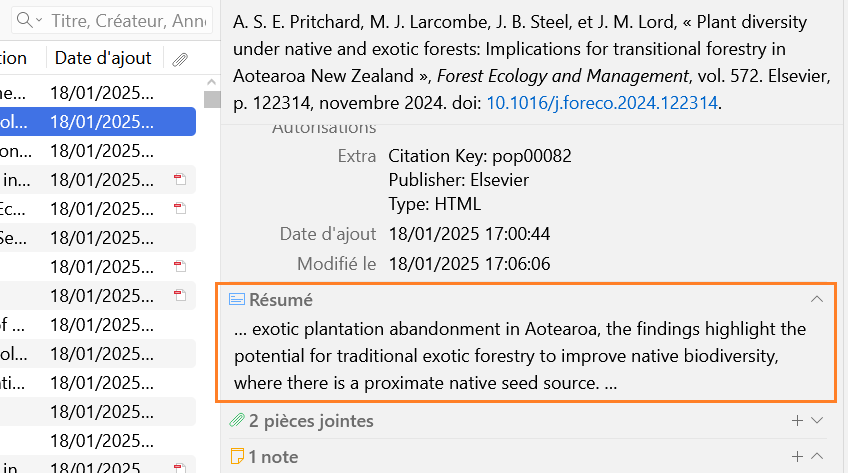 Titre, Créateur, Ann
tion
Date d'ajout
ne...
18/01/2025...
ol...
18/01/2025...
on...
18/01/2025...
in...
18/01/2025...
Ec...
18/01/2025...
Se...
18/01/2025...
18/01/2025...
18/01/2025...
of ...
18/01/2025...
ol...
18/01/2025...
ti...
18/01/2025...
18/01/2025...
18/01/2025...
in...
18/01/2025...
A. S. E. Pritchard, M. J. Larcombe, J. B. Steel, et J. M. Lord, « Plant diversity
under native and exotic forests: Implications for transitional forestry in
Aotearoa New Zealand », Forest Ecology and Management, vol. 572. Elsevier,
p. 122314, novembre 2024. doi: 10.1016/j.foreco.2024.122314.
Autorisations
Extra
Citation Key: pop00082
Publisher: Elsevier
Type: HTML
Date d'ajout 18/01/2025 17:00:44
Modifié le 18/01/2025 17:06:06
Résumé
... exotic plantation abandonment in Aotearoa, the findings highlight the
potential for traditional exotic forestry to improve native biodiversity,
where there is a proximate native seed source. ...
2 pièces jointes
1 note